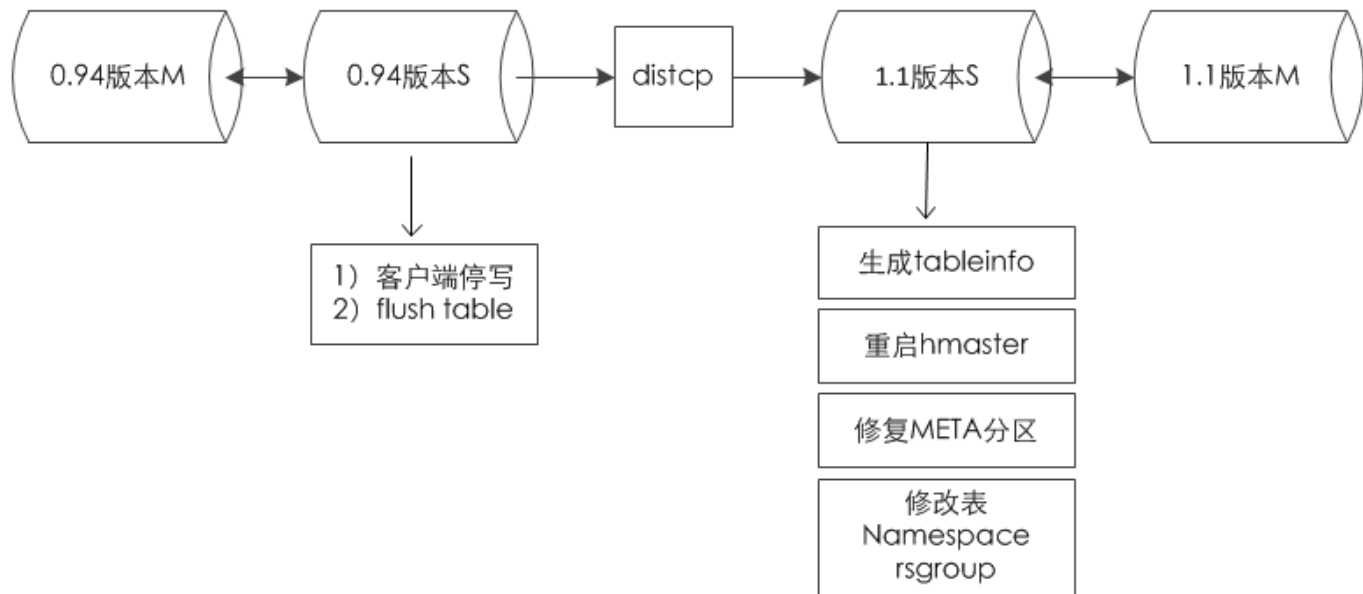 0.94版本M
0.94版本S
distcp
1.1版本S
1.1版本M
1）客户端停写
2）flush table
生成tableinfo
重启hmaster
修复META分区
修改表
Namespace
rsgroup